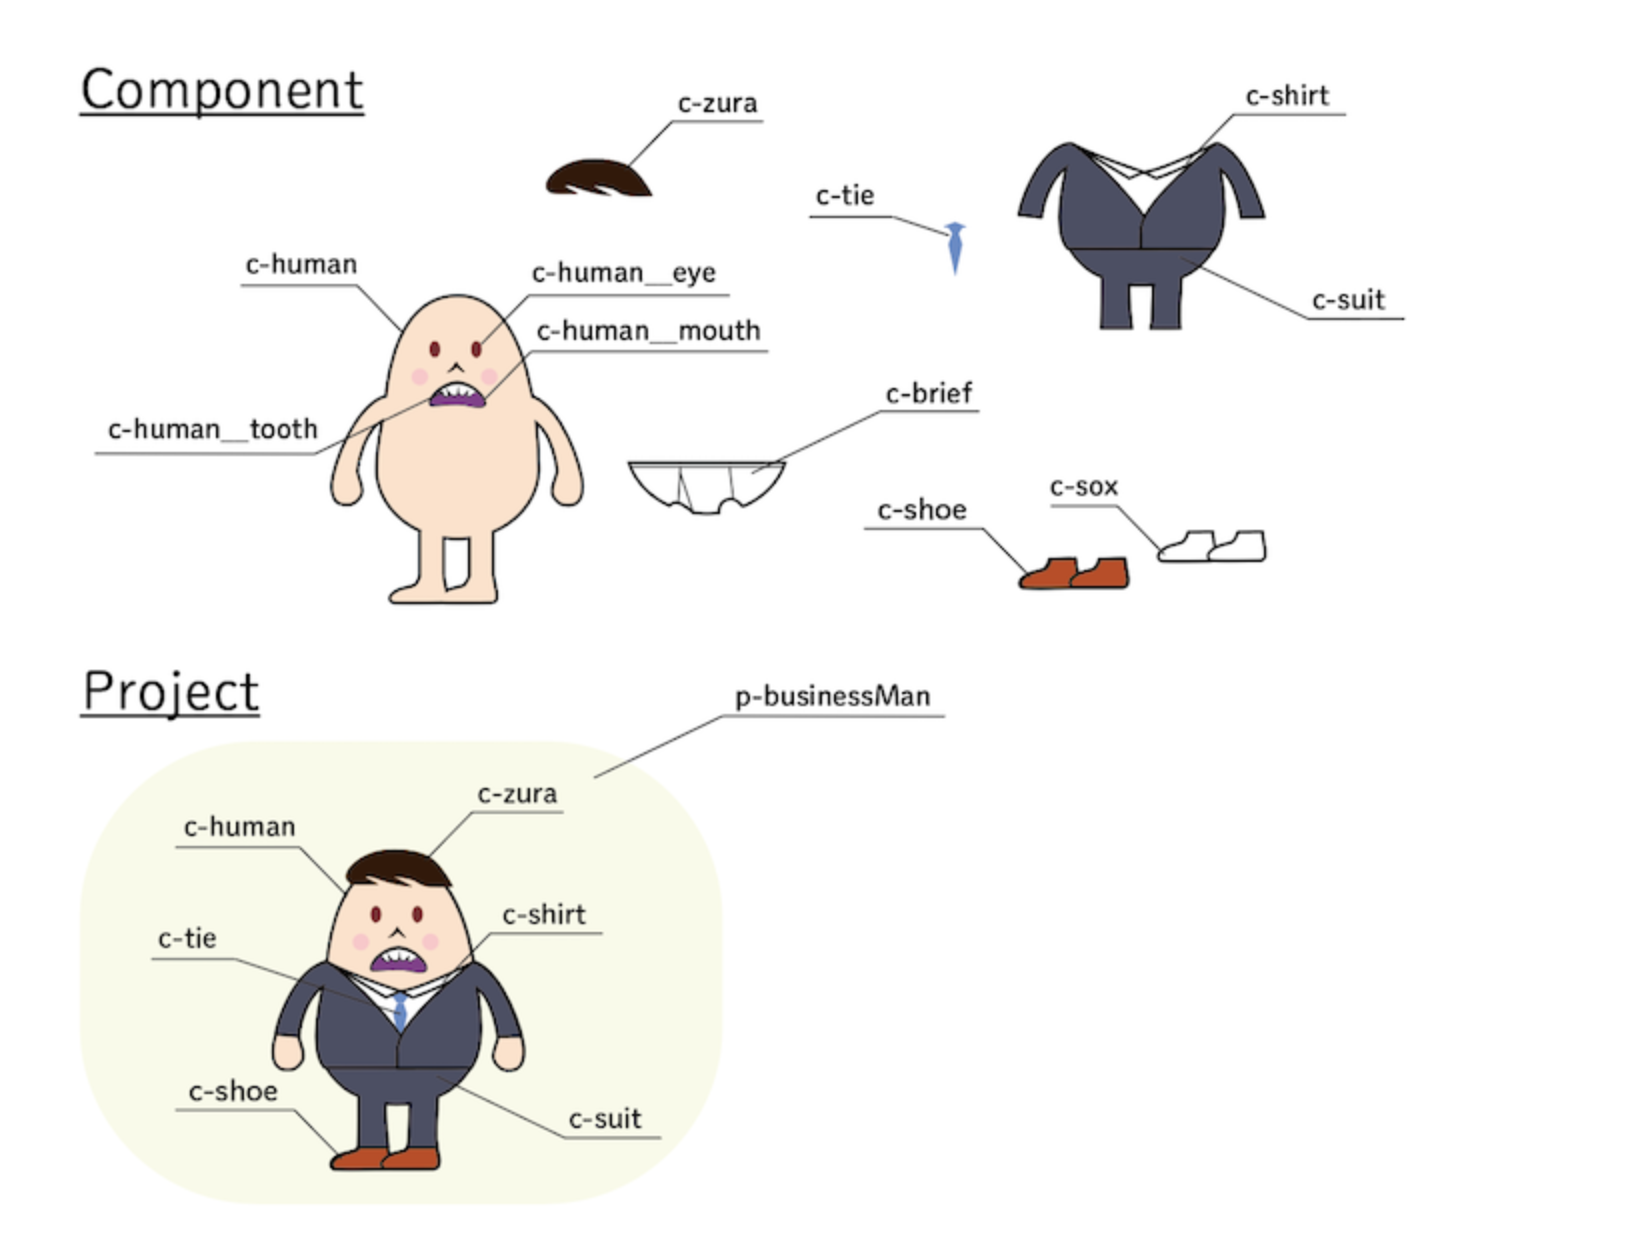 Component
c-zura
c-shirt
c-tie
c-human
c-human__eye
c-suit
c-human__mouth
c-brief
c-human__tooth
c-sox
c-shoe
Project
p-businessMan
c-zura
c-human
c-shirt
c-tie
c-shoe
c-suit